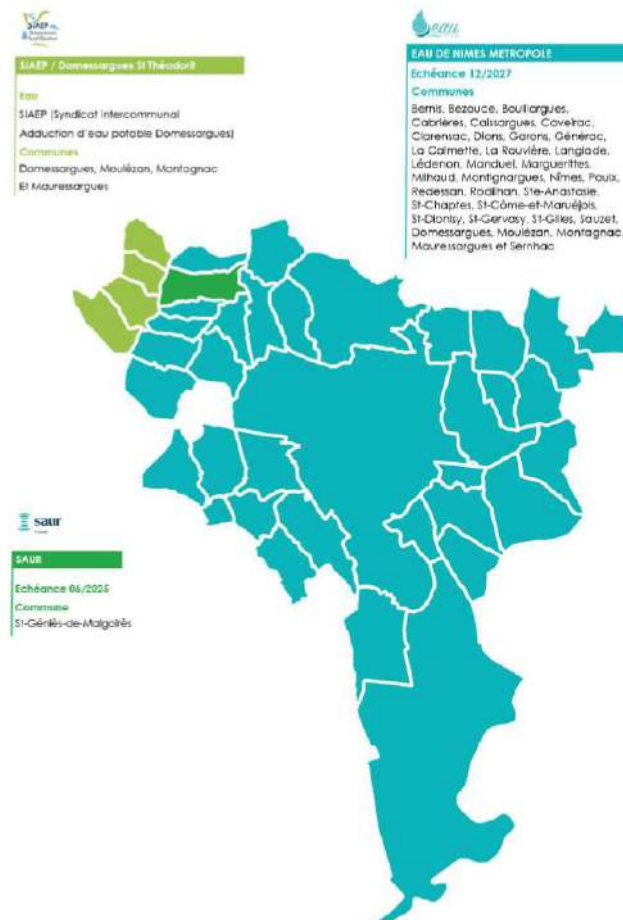 SIAEP
SIAEP / Domessargues St Théodorit
Eau
SIAEP (Syndicat Intercommunal
Adduction d'eau potable Domessargues)
Communes
Domessargues, Moulézan, Montagnac
Et Mauressargues
eau
EAU DE NIMES METROPOLE
Echéance 12/2027
Communes
Bernis, Bezouce, Bouillargues,
Cabrières, Caissargues, Caveirac,
Clarensac, Dions, Garons, Générac,
La Calmette, La Rouvière, Langlade,
Lédenon, Manduel, Marguerittes,
Milhaud, Montignargues, Nîmes, Poulx,
Redessan, Rodilhan, Ste-Anastasie,
St-Chaptes, St-Côme-et-Maruéjols,
St-Dionisy, St-Gervasy, St-Gilles, Sauzet,
Domessargues, Moulézan, Montagnac,
Mauressargues et Sernhac
saur
SAUR
Echéance 06/2025
Commune
St-Géniès-de-Malgoirès